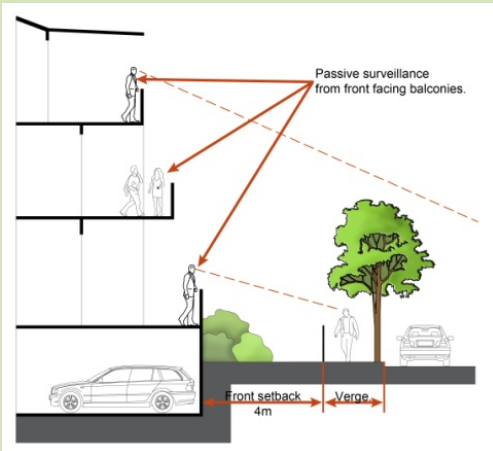 Passive surveillance
from front facing balconies.
Front setback
4m
Verge